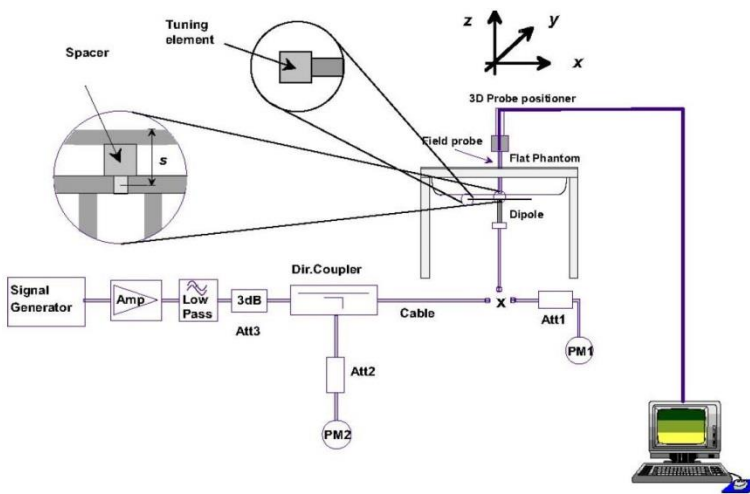 Tuning
element
Spacer
s
z
y
x
3D Probe positioner
Field probe
Flat Phantom
Dipole
Signal
Generator
Amp
Low
Pass
3dB
Att3
Dir.Coupler
Cable
x
Att1
PM1
Att2
PM2